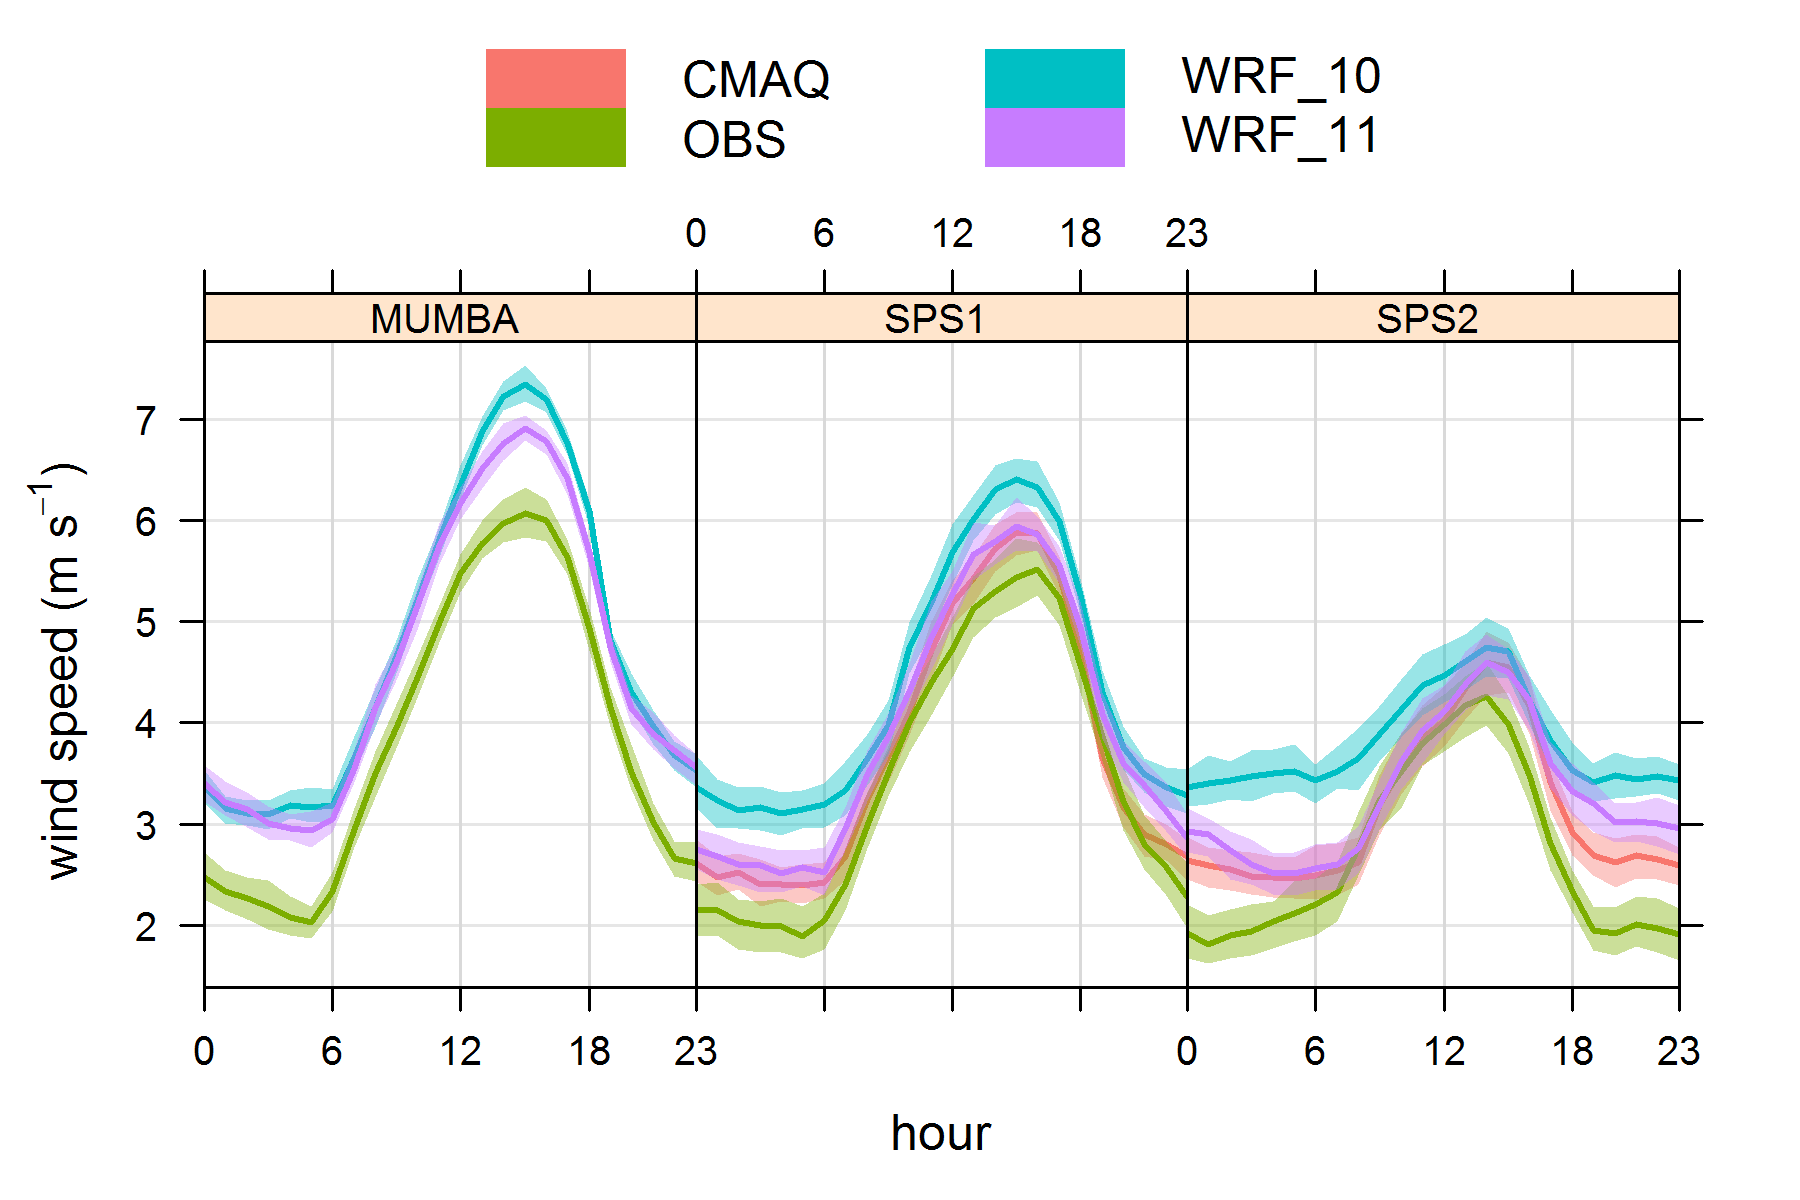 CMAQ WRF_10
OBS WRF_11
0 6 12 18 23
MUMBA SPS1 SPS2
7
6
5
4
3
2
wind speed (m s⁻¹)
0 6 12 18 23 0 6 12 18 23
hour